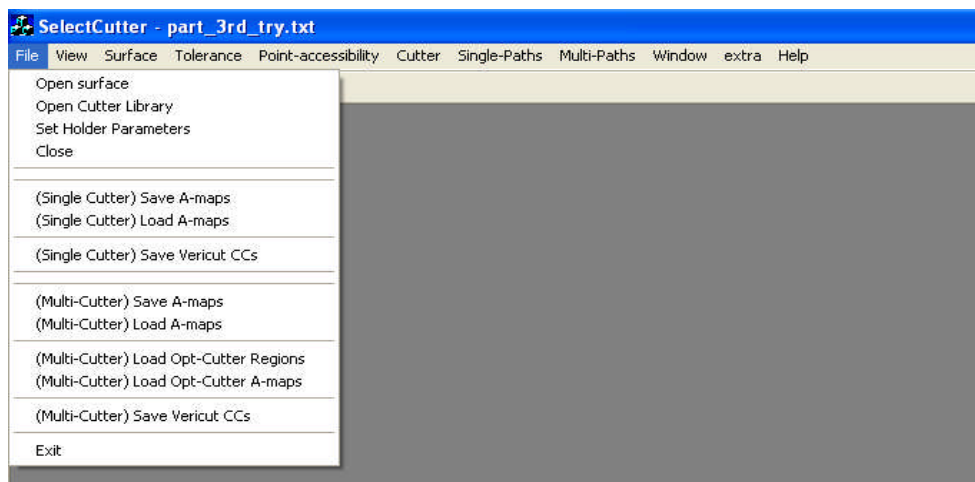 SelectCutter - part_3rd_try.txt
File View Surface Tolerance Point-accessibility Cutter Single-Paths Multi-Paths Window extra Help
Open surface
Open Cutter Library
Set Holder Parameters
Close
(Single Cutter) Save A-maps
(Single Cutter) Load A-maps
(Single Cutter) Save Vericut CCs
(Multi-Cutter) Save A-maps
(Multi-Cutter) Load A-maps
(Multi-Cutter) Load Opt-Cutter Regions
(Multi-Cutter) Load Opt-Cutter A-maps
(Multi-Cutter) Save Vericut CCs
Exit